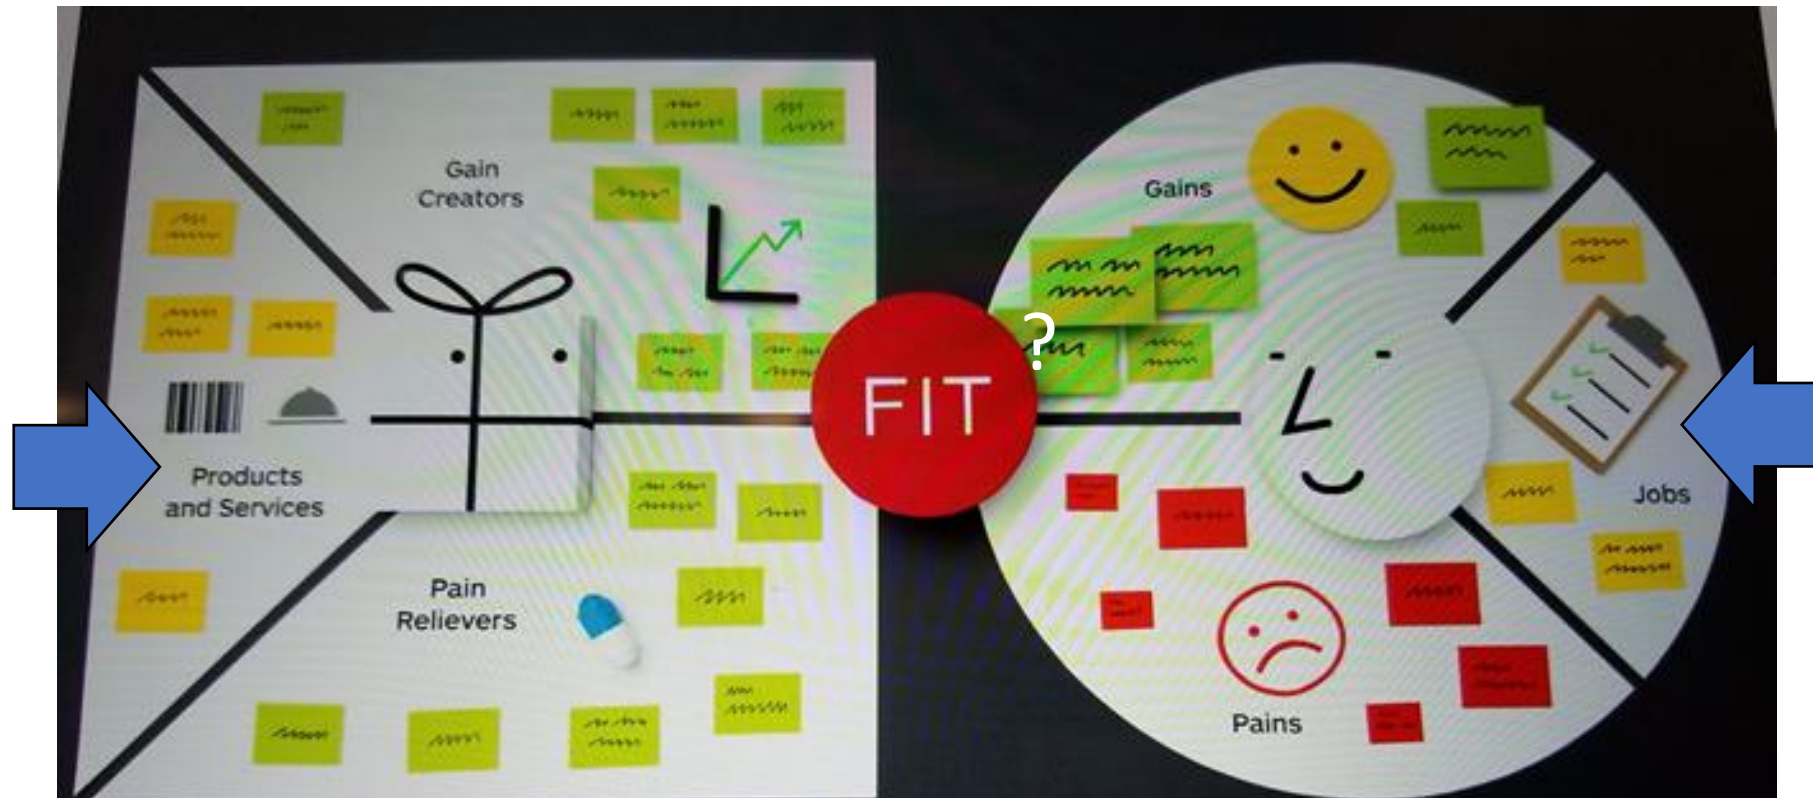 Gain
Creators
Products
and Services
Pain
Relievers
FIT
?
Gains
Jobs
Pains